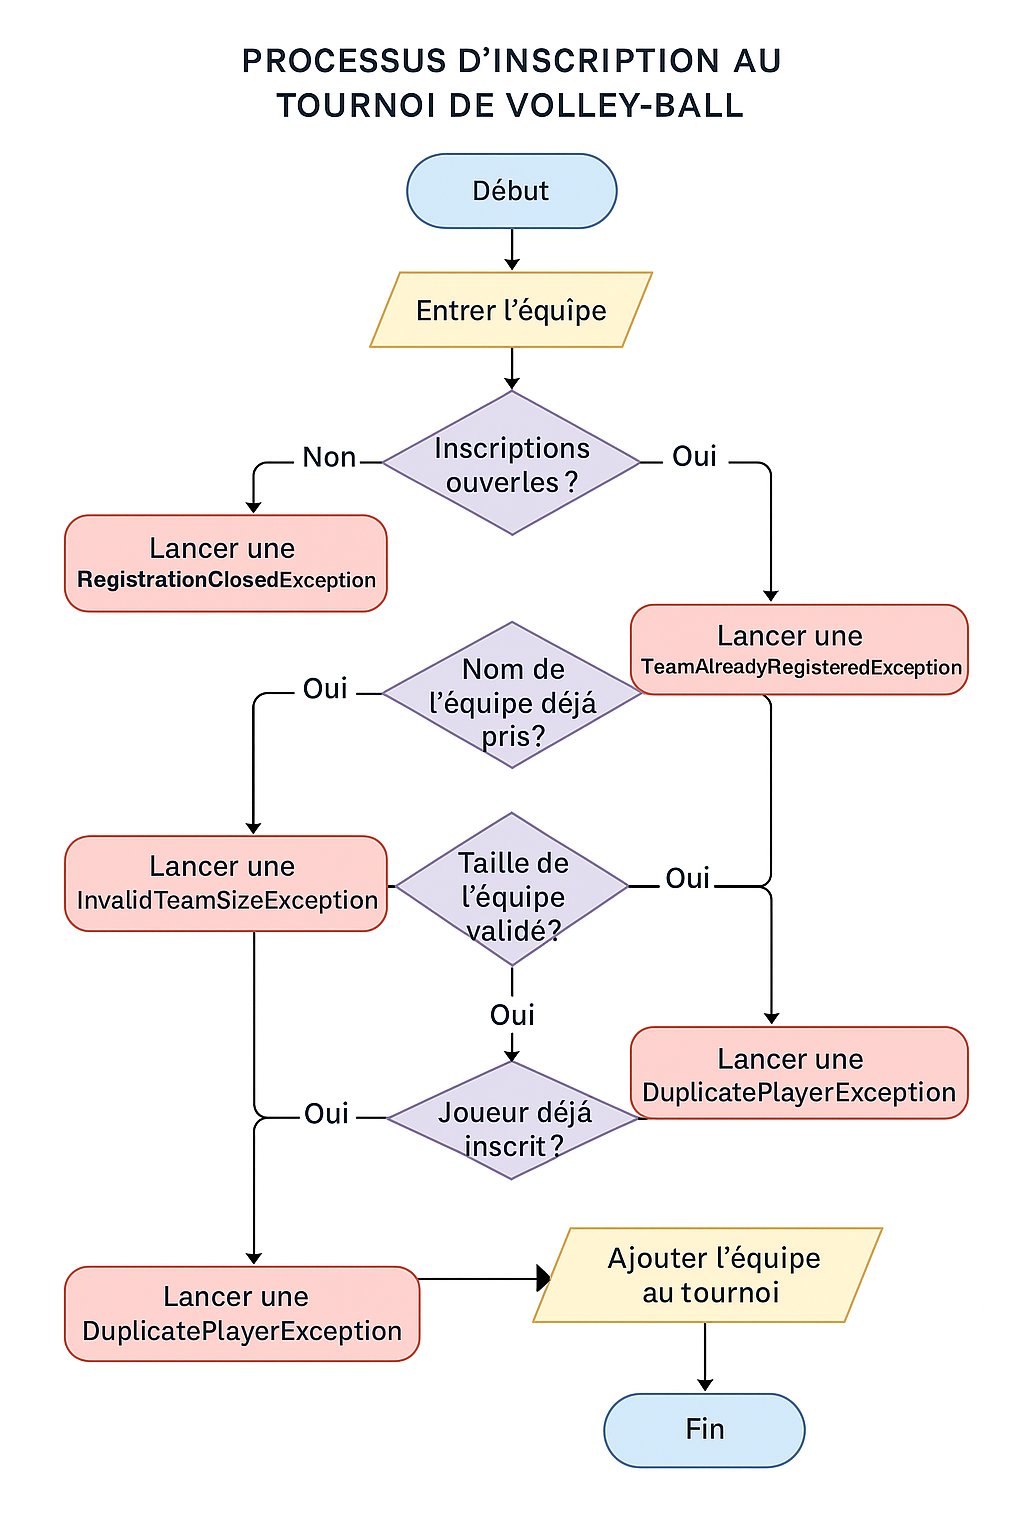 PROCESSUS D’INSCRIPTION AU
TOURNOI DE VOLLEY-BALL
Début
Entrer l’équîpe
Inscriptions
ouverles ?
Non
Oui
Lancer une
RegistrationClosedException
Lancer une
TeamAlreadyRegisteredException
Nom de
l’équipe déjá
pris?
Oui
Lancer une
InvalidTeamSizeException
Taille de
l’équipe
validé?
Oui
Oui
Lancer une
DuplicatePlayerException
Joueur déjá
inscrit ?
Oui
Lancer une
DuplicatePlayerException
Ajouter l’équipe
au tournoi
Fin